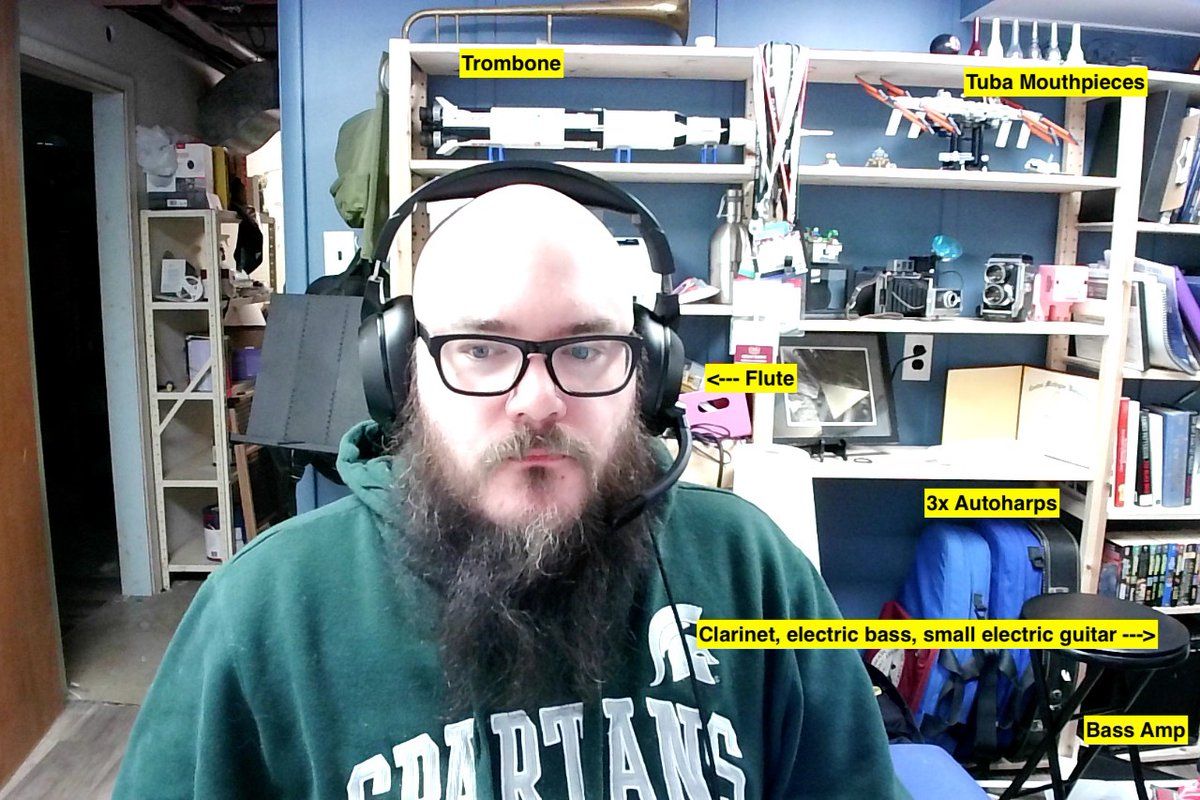 Trombone
Tuba Mouthpieces
<--- Flute
3x Autoharps
Clarinet, electric bass, small electric guitar --->
Bass Amp
SPARTANS